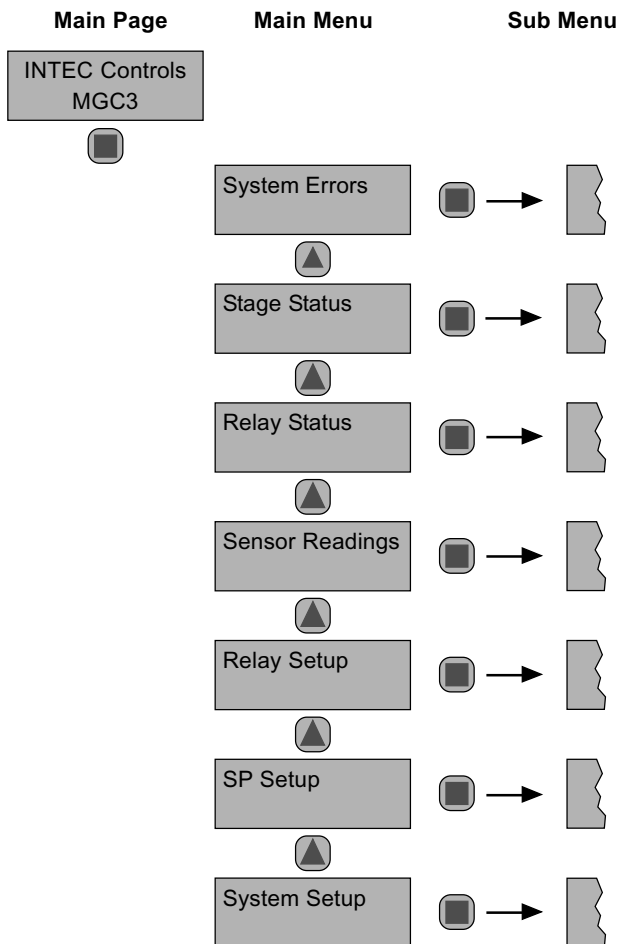 Main Page
Main Menu
Sub Menu
INTEC Controls
MGC3
System Errors
Stage Status
Relay Status
Sensor Readings
Relay Setup
SP Setup
System Setup